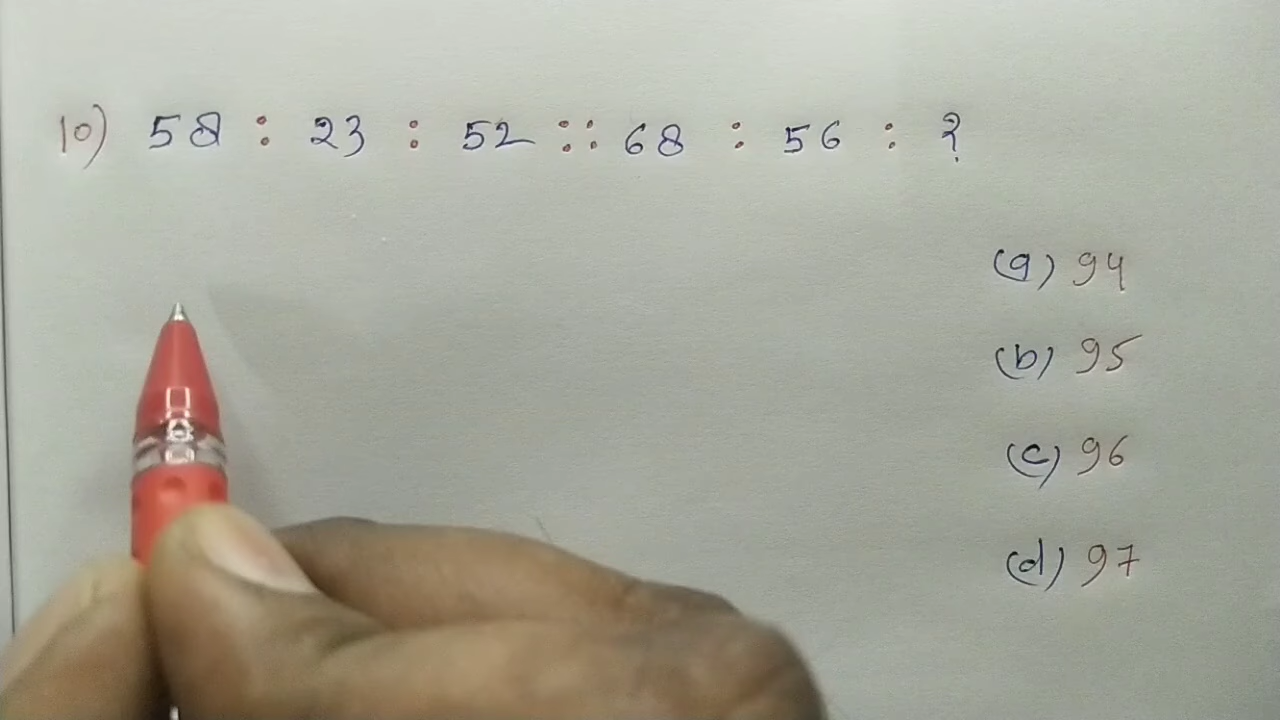 10) 58 : 23 : 52 :: 68 : 56 : ?
(a) 94
(b) 95
(c) 96
(d) 97